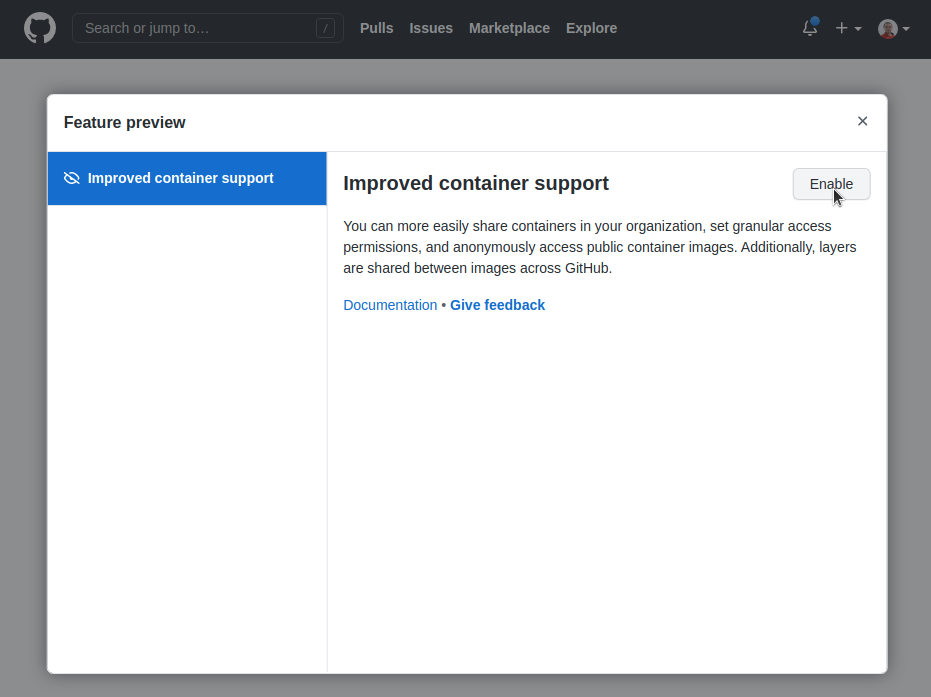 Search or jump to… /
Pulls Issues Marketplace Explore
Feature preview
Improved container support
Improved container support
Enable
You can more easily share containers in your organization, set granular access
permissions, and anonymously access public container images. Additionally, layers
are shared between images across GitHub.
Documentation • Give feedback